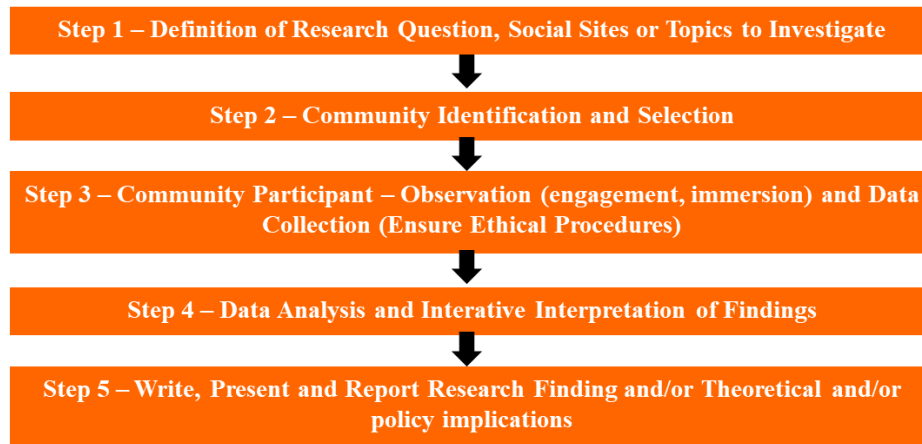 Step 1 – Definition of Research Question, Social Sites or Topics to Investigate
Step 2 – Community Identification and Selection
Step 3 – Community Participant – Observation (engagement, immersion) and Data
Collection (Ensure Ethical Procedures)
Step 4 – Data Analysis and Interative Interpretation of Findings
Step 5 – Write, Present and Report Research Finding and/or Theoretical and/or
policy implications